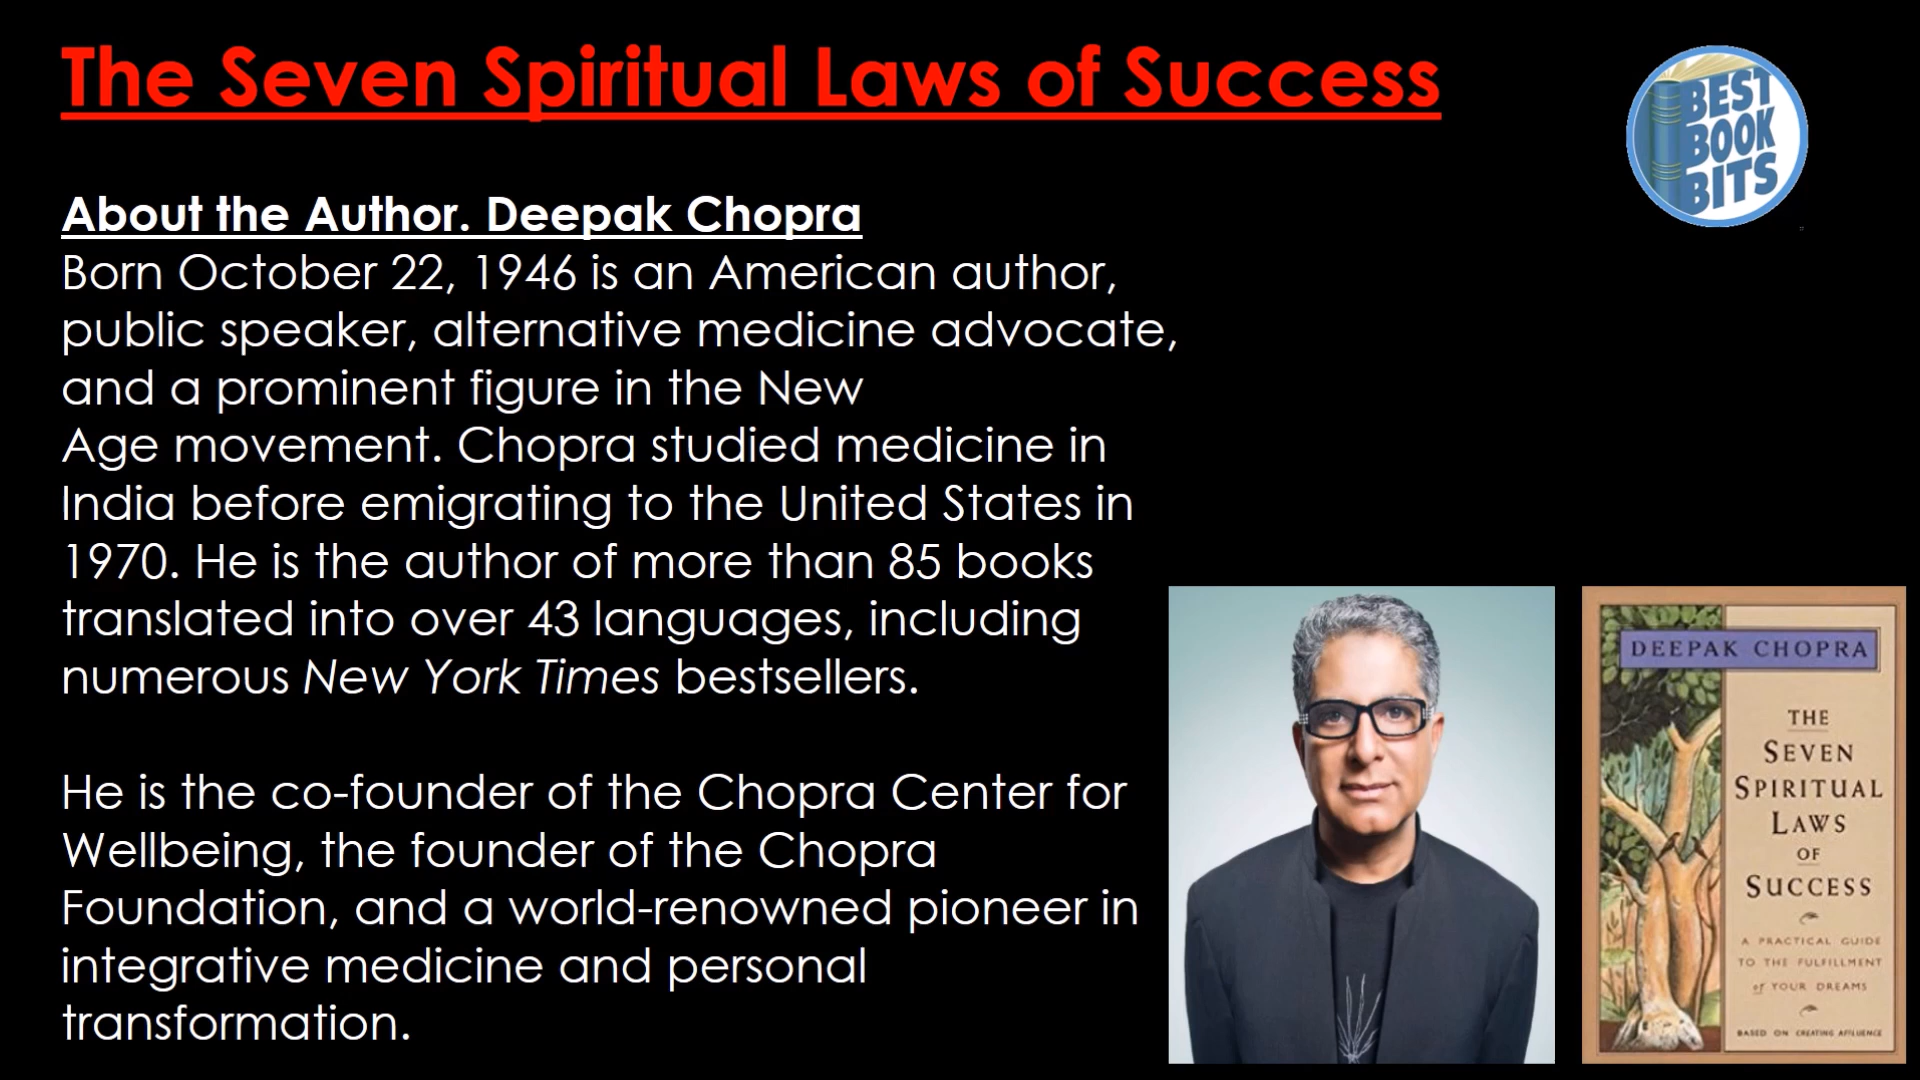 The Seven Spiritual Laws of Success
BEST
BOOK
BITS
About the Author. Deepak Chopra
Born October 22, 1946 is an American author,
public speaker, alternative medicine advocate,
and a prominent figure in the New
Age movement. Chopra studied medicine in
India before emigrating to the United States in
1970. He is the author of more than 85 books
translated into over 43 languages, including
numerous New York Times bestsellers.
He is the co-founder of the Chopra Center for
Wellbeing, the founder of the Chopra
Foundation, and a world-renowned pioneer in
integrative medicine and personal
transformation.
DEEPAK CHOPRA
THE
SEVEN
SPIRITUAL
LAWS
OF
SUCCESS
A PRACTICAL GUIDE
TO THE FULFILLMENT
of YOUR DREAMS
BASED ON CREATING AFFLUENCE